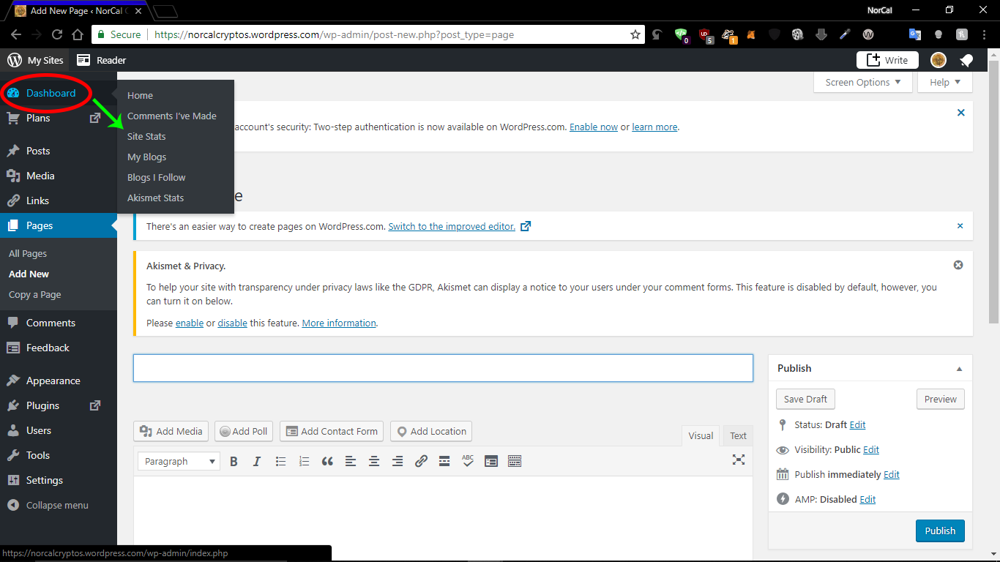 Add New Page ‹ NorCal C
NorCal
Secure
https://norcalcryptos.wordpress.com/wp-admin/post-new.php?post_type=page
0
5
1
My Sites
Reader
Write
Dashboard
Plans
Posts
Media
Links
Pages
All Pages
Add New
Copy a Page
Comments
Feedback
Appearance
Plugins
Users
Tools
Settings
Collapse menu
Home
Comments I've Made
Site Stats
My Blogs
Blogs I Follow
Akismet Stats
Screen Options
Help
account's security: Two-step authentication is now available on WordPress.com. Enable now or learn more.
e
There's an easier way to create pages on WordPress.com. Switch to the improved editor.
Akismet & Privacy.
To help your site with transparency under privacy laws like the GDPR, Akismet can display a notice to your users under your comment forms. This feature is disabled by default, however, you
can turn it on below.
Please enable or disable this feature. More information.
Add Media
Add Poll
Add Contact Form
Add Location
Visual
Text
Paragraph
B
I
ABC
Publish
Save Draft
Preview
Status: Draft Edit
Visibility: Public Edit
Publish immediately Edit
AMP: Disabled Edit
Publish
https://norcalcryptos.wordpress.com/wp-admin/index.php